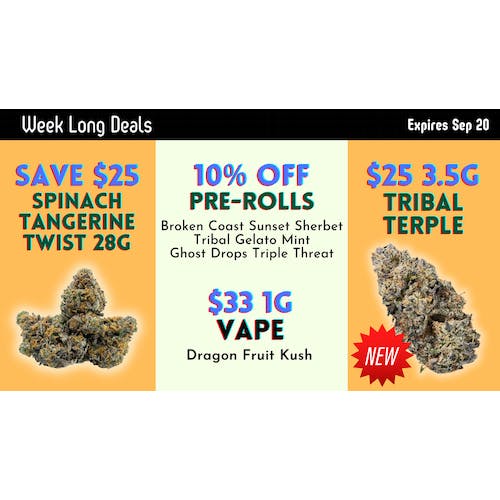 Week Long Deals
Expires Sep 20
SAVE $25
SPINACH
TANGERINE
TWIST 28G
10% OFF
PRE-ROLLS
Broken Coast Sunset Sherbet
Tribal Gelato Mint
Ghost Drops Triple Threat
$33 1G
VAPE
Dragon Fruit Kush
$25 3.5G
TRIBAL
TERPLE
NEW